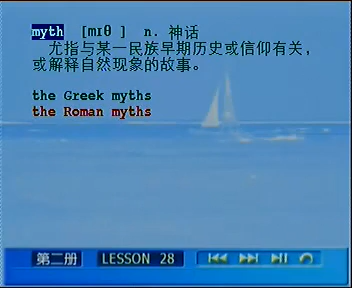 myth [mɪθ ] n. 神话
尤指与某一民族早期历史或信仰有关，
或解释自然现象的故事。
the Greek myths
the Roman myths
第二册 LESSON 28